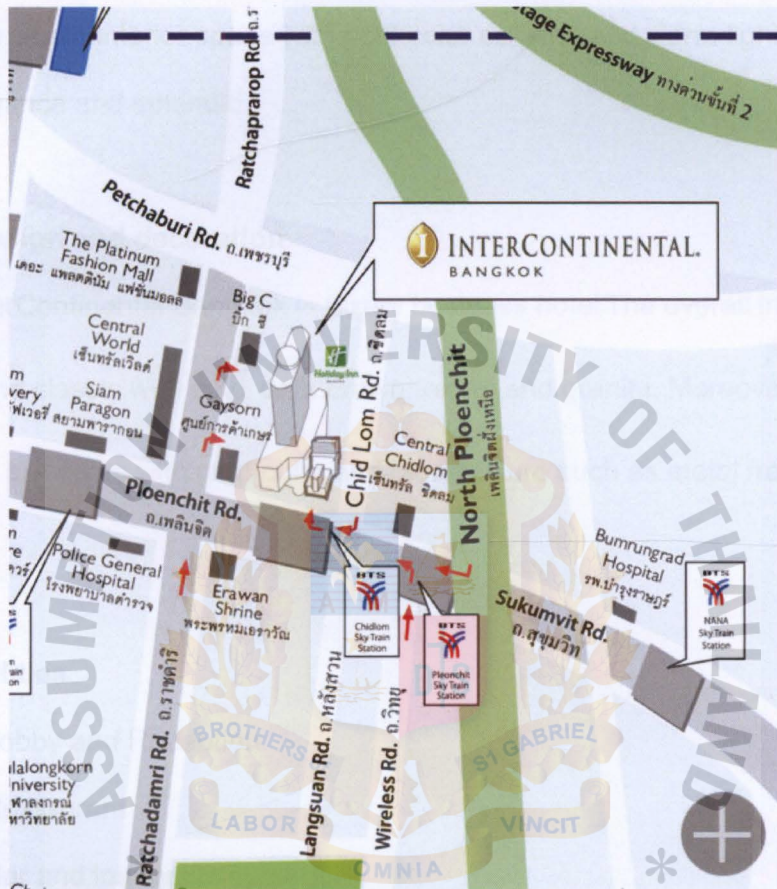 Stage Expressway ทางด่วนขั้นที่ 2
Ratchaprarop Rd.
Petchaburi Rd. ถ.เพชรบุรี
INTERCONTINENTAL.
BANGKOK
The Platinum
Fashion Mall
เดอะ แพลตตินัม แฟชั่นมอลล
Big C
บิ๊ก ซี
Holiday Inn
Central
World
เซ็นทรัลเวิลด์
Siam
Paragon
สยามพารากอน
Gaysorn
ศูนย์การค้าเกษร
Chid Lom Rd. ถ.ชิดลม
Central
Chidlom
เซ็นทรัล ชิดลม
North Ploenchit
เพลินจิตฝั่งเหนือ
Ploenchit Rd.
ถ.เพลินจิต
Police General
Hospital
โรงพยาบาลตำรวจ
Erawan
Shrine
พระพรหมเอราวัณ
BTS
Chidlom
Sky Train
Station
BTS
Pleonchit
Sky Train
Station
Bumrungrad
Hospital
รพ.บำรุงราษฎร์
BTS
NANA
Sky Train
Station
Sukumvit Rd.
ถ.สุขุมวิท
Ratchadamri Rd. ถ.ราชดำริ
Langsuan Rd. ถ.หลังสวน
Wireless Rd. ถ.วิทยุ
ulalongkorn
niversity
หาวิทยาลัย
ASSUMPTION UNIVERSITY OF THAILAND
BROTHERS
ST GABRIEL
LABOR
OMNIA
VINCIT